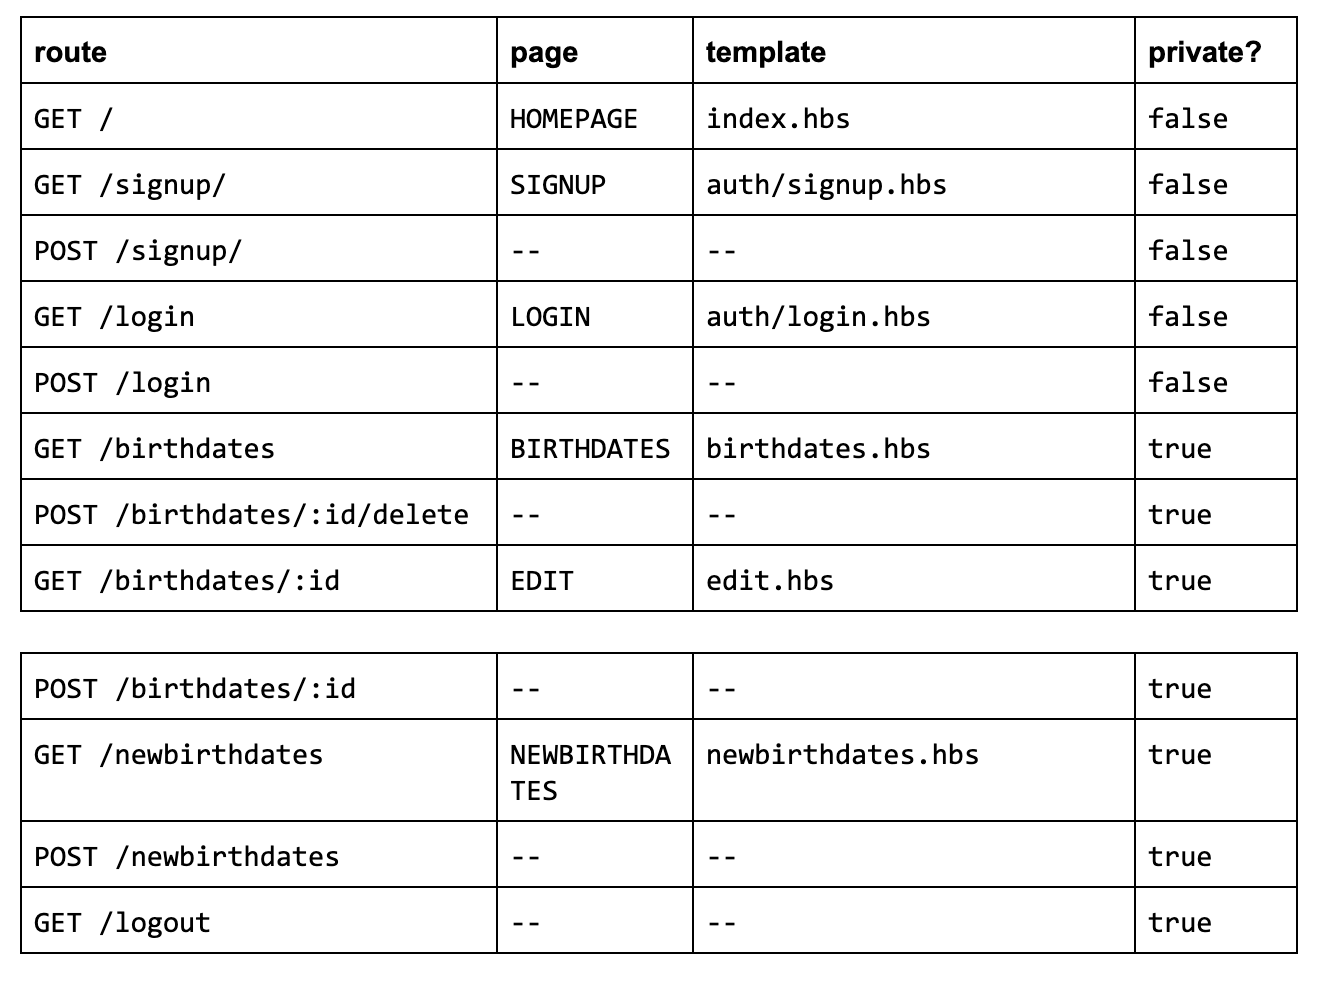 route page template private?
GET / HOMEPAGE index.hbs false
GET /signup/ SIGNUP auth/signup.hbs false
POST /signup/ -- -- false
GET /login LOGIN auth/login.hbs false
POST /login -- -- false
GET /birthdates BIRTHDATES birthdates.hbs true
POST /birthdates/:id/delete -- -- true
GET /birthdates/:id EDIT edit.hbs true
POST /birthdates/:id -- -- true
GET /newbirthdates NEWBIRTHDA newbirthdates.hbs true
TES
POST /newbirthdates -- -- true
GET /logout -- -- true